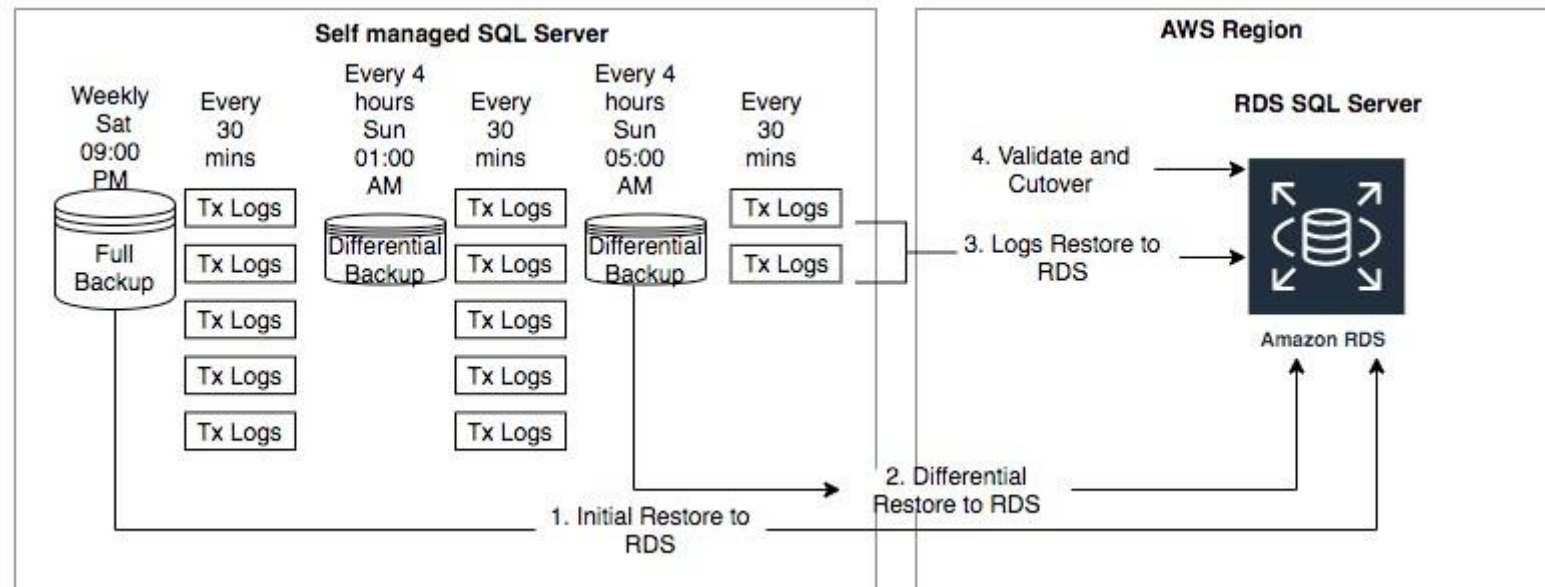 Self managed SQL Server
Weekly
Sat
09:00
PM
Full
Backup
Every
30
mins
Tx Logs
Tx Logs
Tx Logs
Tx Logs
Tx Logs
Every 4
hours
Sun
01:00
AM
Differential
Backup
Every
30
mins
Tx Logs
Tx Logs
Tx Logs
Tx Logs
Tx Logs
Every 4
hours
Sun
05:00
AM
Differential
Backup
Every
30
mins
Tx Logs
Tx Logs
AWS Region
RDS SQL Server
4. Validate and
Cutover
3. Logs Restore to
RDS
Amazon RDS
2. Differential
Restore to RDS
1. Initial Restore to
RDS